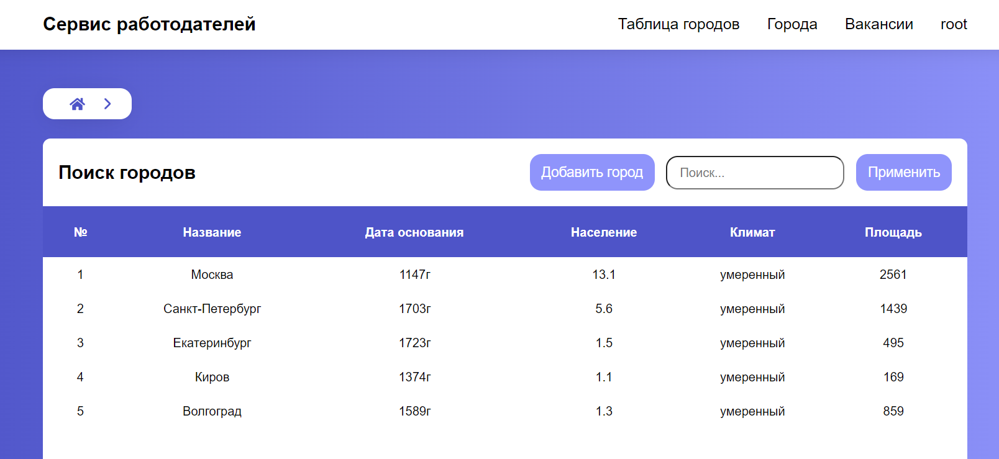 Сервис работодателей Таблица городов Города Вакансии root
Поиск городов Добавить город Поиск... Применить
№ Название Дата основания Население Климат Площадь
1 Москва 1147г 13.1 умеренный 2561
2 Санкт-Петербург 1703г 5.6 умеренный 1439
3 Екатеринбург 1723г 1.5 умеренный 495
4 Киров 1374г 1.1 умеренный 169
5 Волгоград 1589г 1.3 умеренный 859